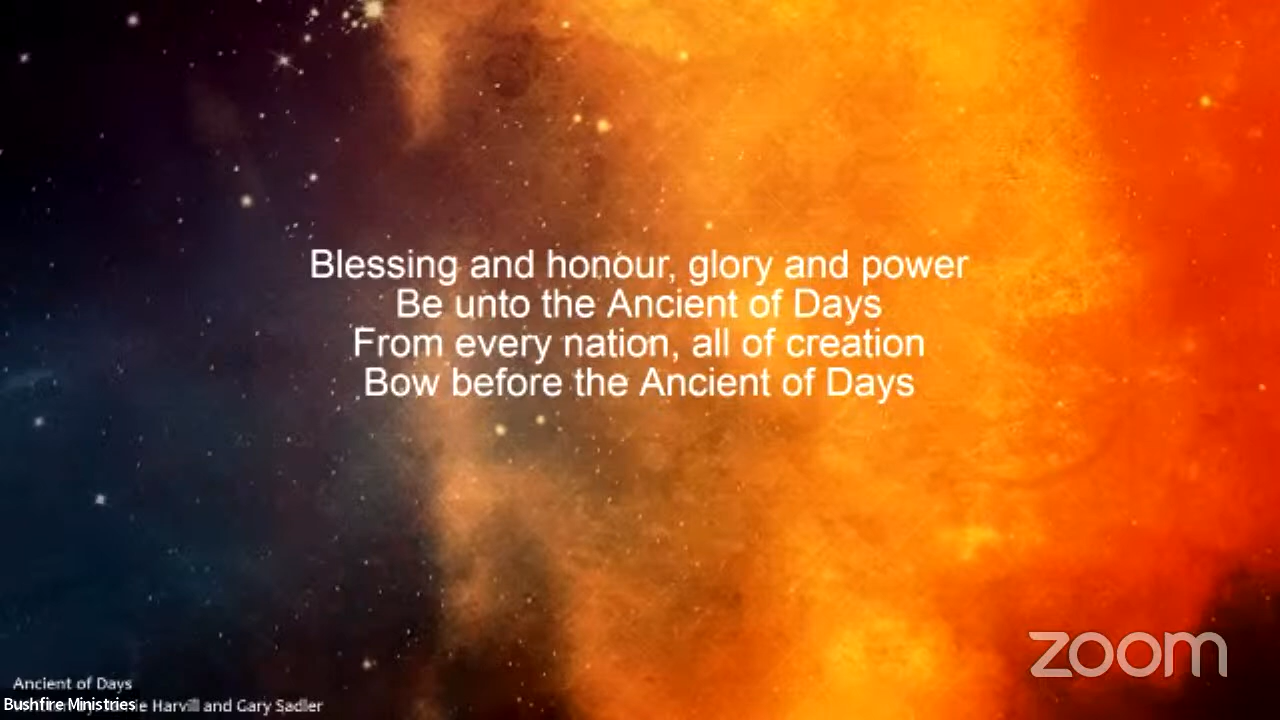 Blessing and honour, glory and power
Be unto the Ancient of Days
From every nation, all of creation
Bow before the Ancient of Days
zoom
Ancient of Days
Bushfire Ministries
Harvill and Gary Sadler